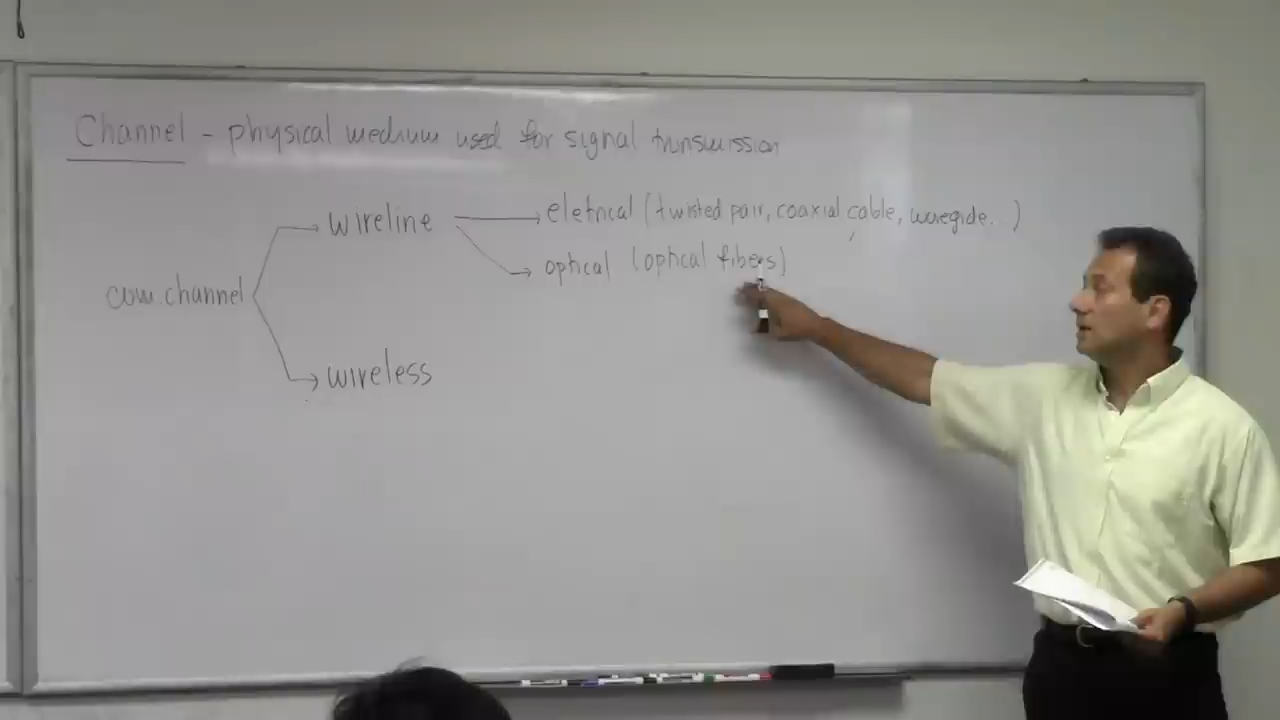 Channel - physical medium used for signal transmission
wireline → eletrical (twisted pair, coaxial cable, wavegide...)
optical (optical fibers)
com. channel
wireless